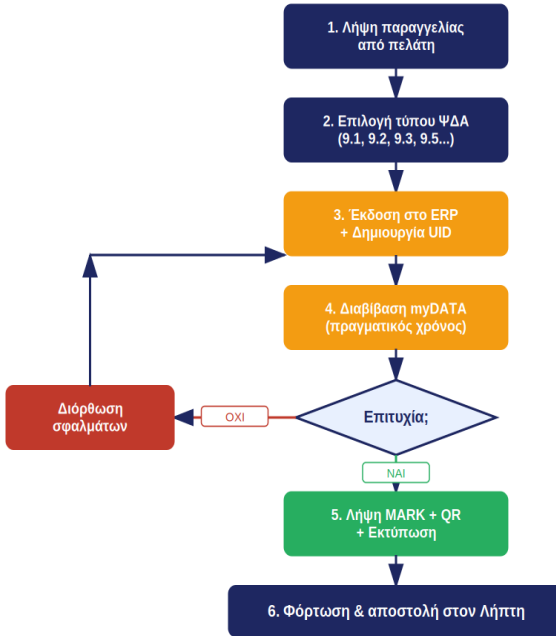 1. Λήψη παραγγελίας
από πελάτη
2. Επιλογή τύπου ΨΔΑ
(9.1, 9.2, 9.3, 9.5...)
3. Έκδοση στο ERP
+ Δημιουργία UID
4. Διαβίβαση myDATA
(πραγματικός χρόνος)
Επιτυχία;
ΟΧΙ
Διόρθωση
σφαλμάτων
ΝΑΙ
5. Λήψη MARK + QR
+ Εκτύπωση
6. Φόρτωση & αποστολή στον Λήπτη